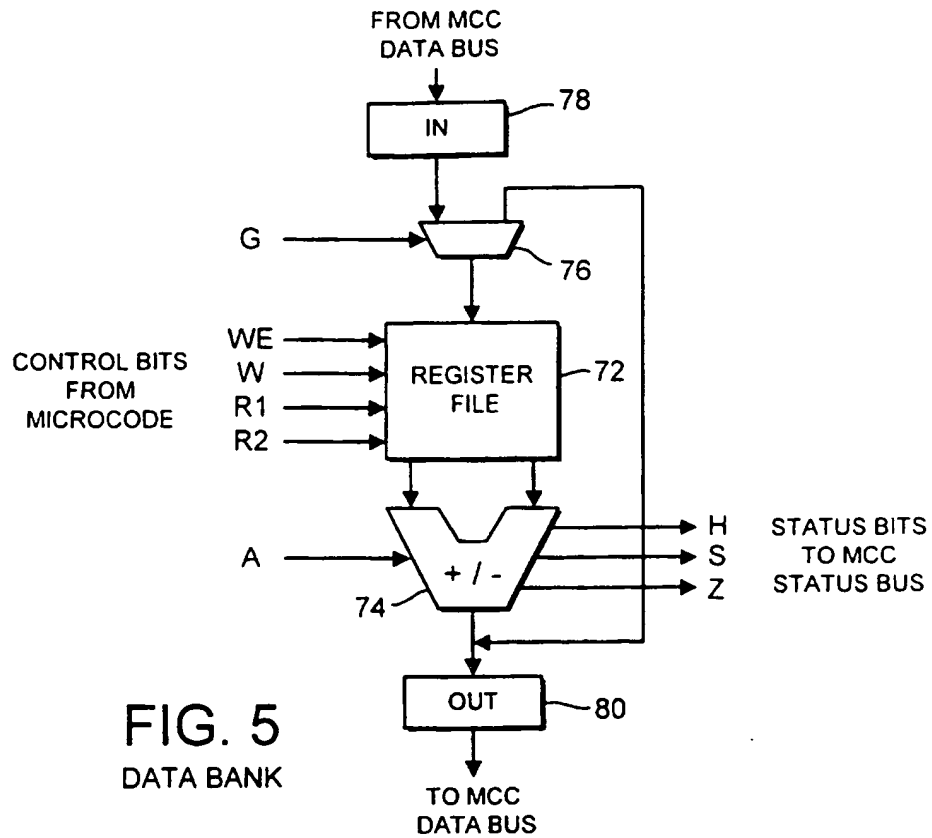 FROM MCC
DATA BUS
78
IN
G
76
WE
W
R1
R2
CONTROL BITS
FROM
MICROCODE
REGISTER
FILE
72
A
+ / -
74
H
S
Z
STATUS BITS
TO MCC
STATUS BUS
OUT
80
FIG. 5
DATA BANK
TO MCC
DATA BUS